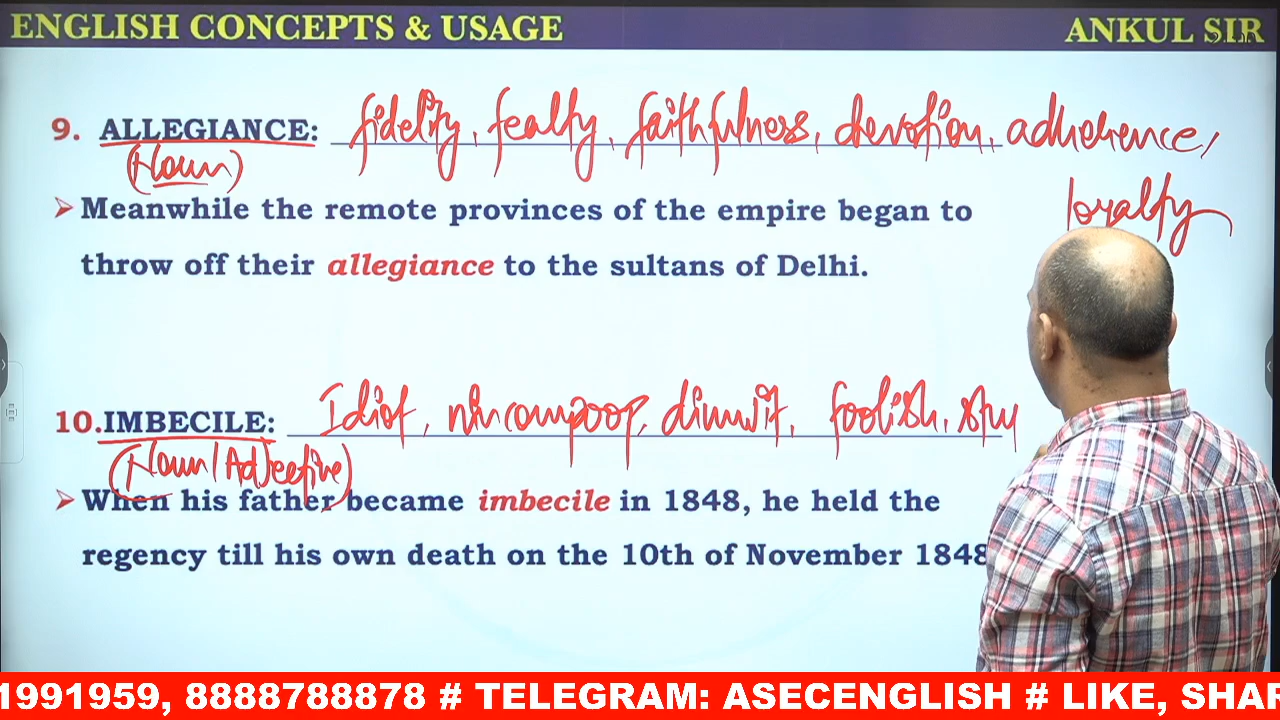 ENGLISH CONCEPTS & USAGE ANKUL SIR
9. ALLEGIANCE: fidelity, fealty, faithfulness, devotion, adherence,
(Noun) loyalty
➢ Meanwhile the remote provinces of the empire began to
throw off their allegiance to the sultans of Delhi.
10.IMBECILE: Idiot, nincompoop, dimwit, foolish, stu
(Noun/Adjective)
➢ When his father became imbecile in 1848, he held the
regency till his own death on the 10th of November 1848
1991959, 8888788878 # TELEGRAM: ASECENGLISH # LIKE, SHAR